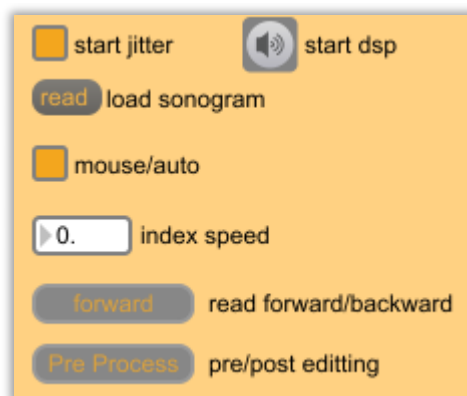 start jitter start dsp
read load sonogram
mouse/auto
0. index speed
forward read forward/backward
Pre Process pre/post editting